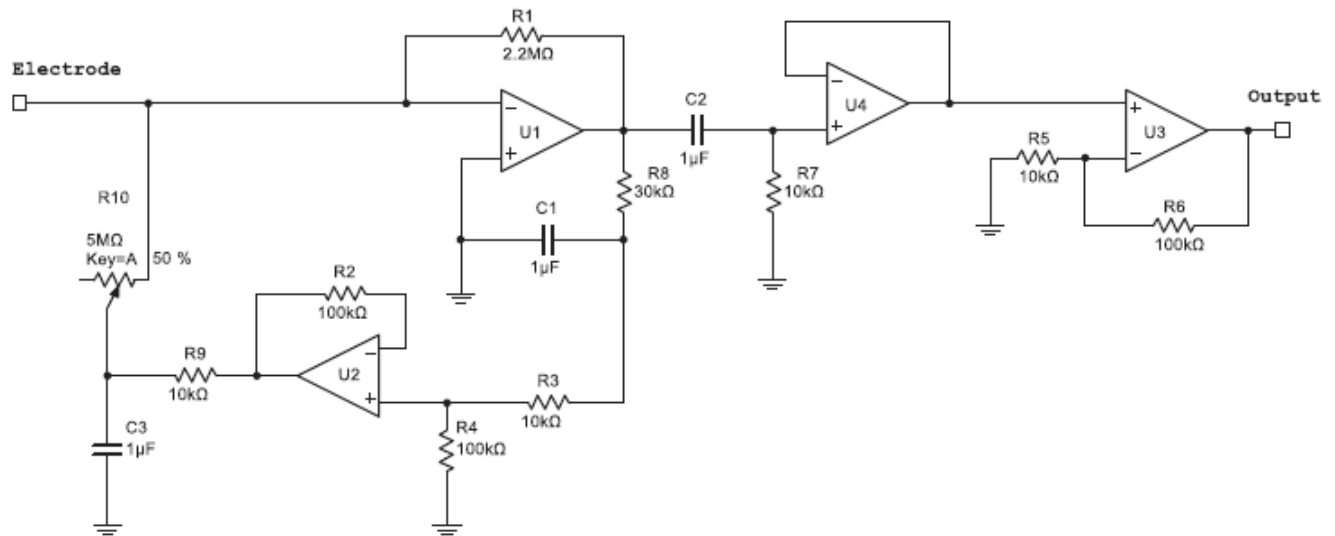 R1
2.2MΩ
Electrode
U1
C2
1µF
U4
U3
Output
R5
10kΩ
R6
100kΩ
R7
10kΩ
R8
30kΩ
C1
1µF
R10
5MΩ
Key=A
50 %
R2
100kΩ
U2
R9
10kΩ
R3
10kΩ
R4
100kΩ
C3
1µF